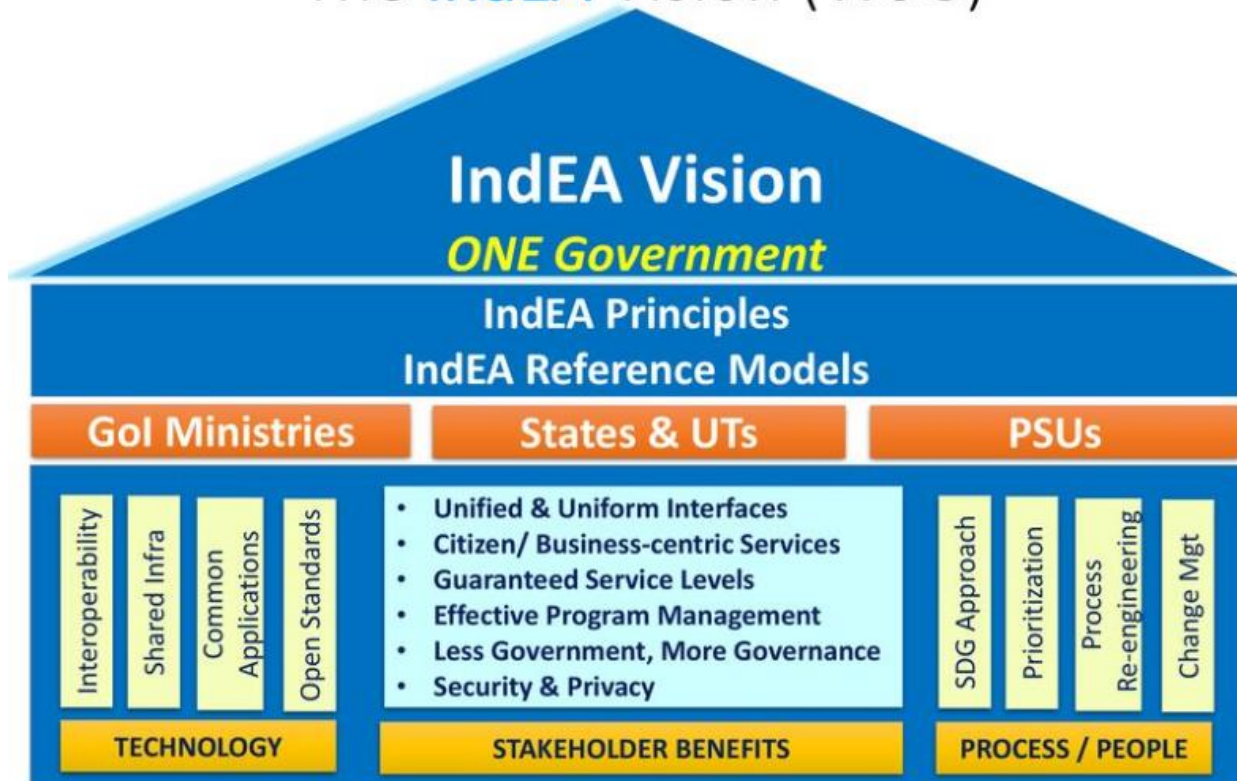 IndEA Vision
ONE Government
IndEA Principles
IndEA Reference Models
GoI Ministries
States & UTs
PSUs
Interoperability
Shared Infra
Common
Applications
Open Standards
• Unified & Uniform Interfaces
• Citizen/ Business-centric Services
• Guaranteed Service Levels
• Effective Program Management
• Less Government, More Governance
• Security & Privacy
SDG Approach
Prioritization
Process
Re-engineering
Change Mgt
TECHNOLOGY
STAKEHOLDER BENEFITS
PROCESS / PEOPLE